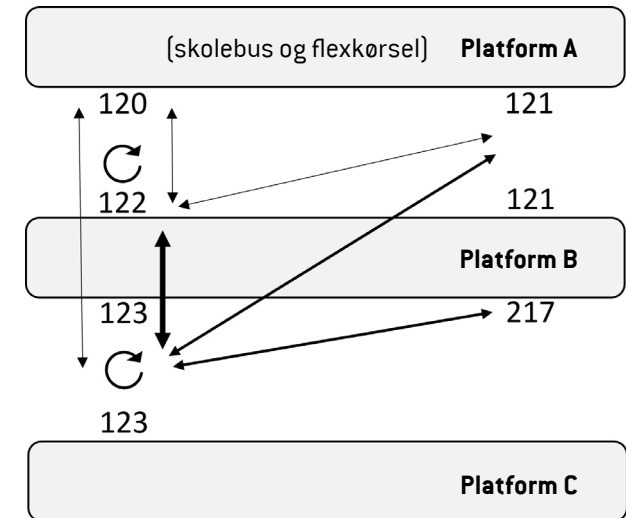 (skolebus og flexkørsel) Platform A
120 121
122 121
Platform B
123 217
123
Platform C